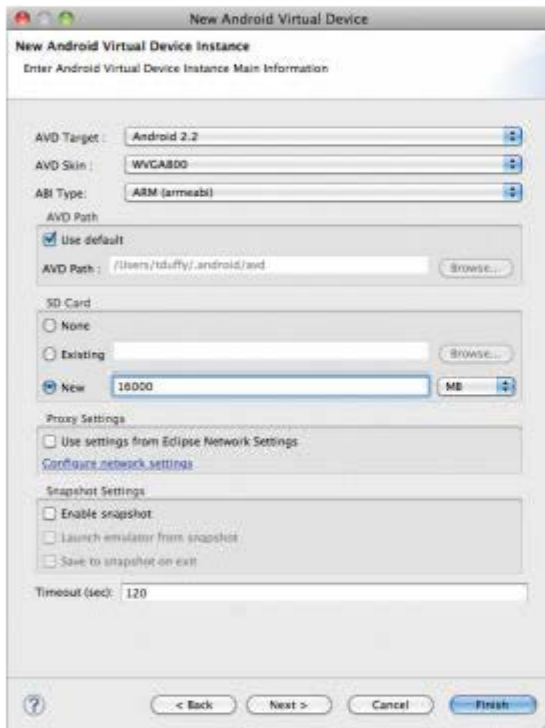 New Android Virtual Device
New Android Virtual Device Instance
Enter Android Virtual Device Instance Main Information
AVD Target : Android 2.2
AVD Skin : WVGA800
ABI Type: ARM (armeabi)
AVD Path
Use default
AVD Path : /Users/tduffy/.android/avd Browse...
SD Card
None
Existing Browse...
New 16000 MB
Proxy Settings
Use settings from Eclipse Network Settings
Configure network settings
Snapshot Settings
Enable snapshot
Launch emulator from snapshot
Save to snapshot on exit
Timeout (sec): 120
? < Back Next > Cancel Finish